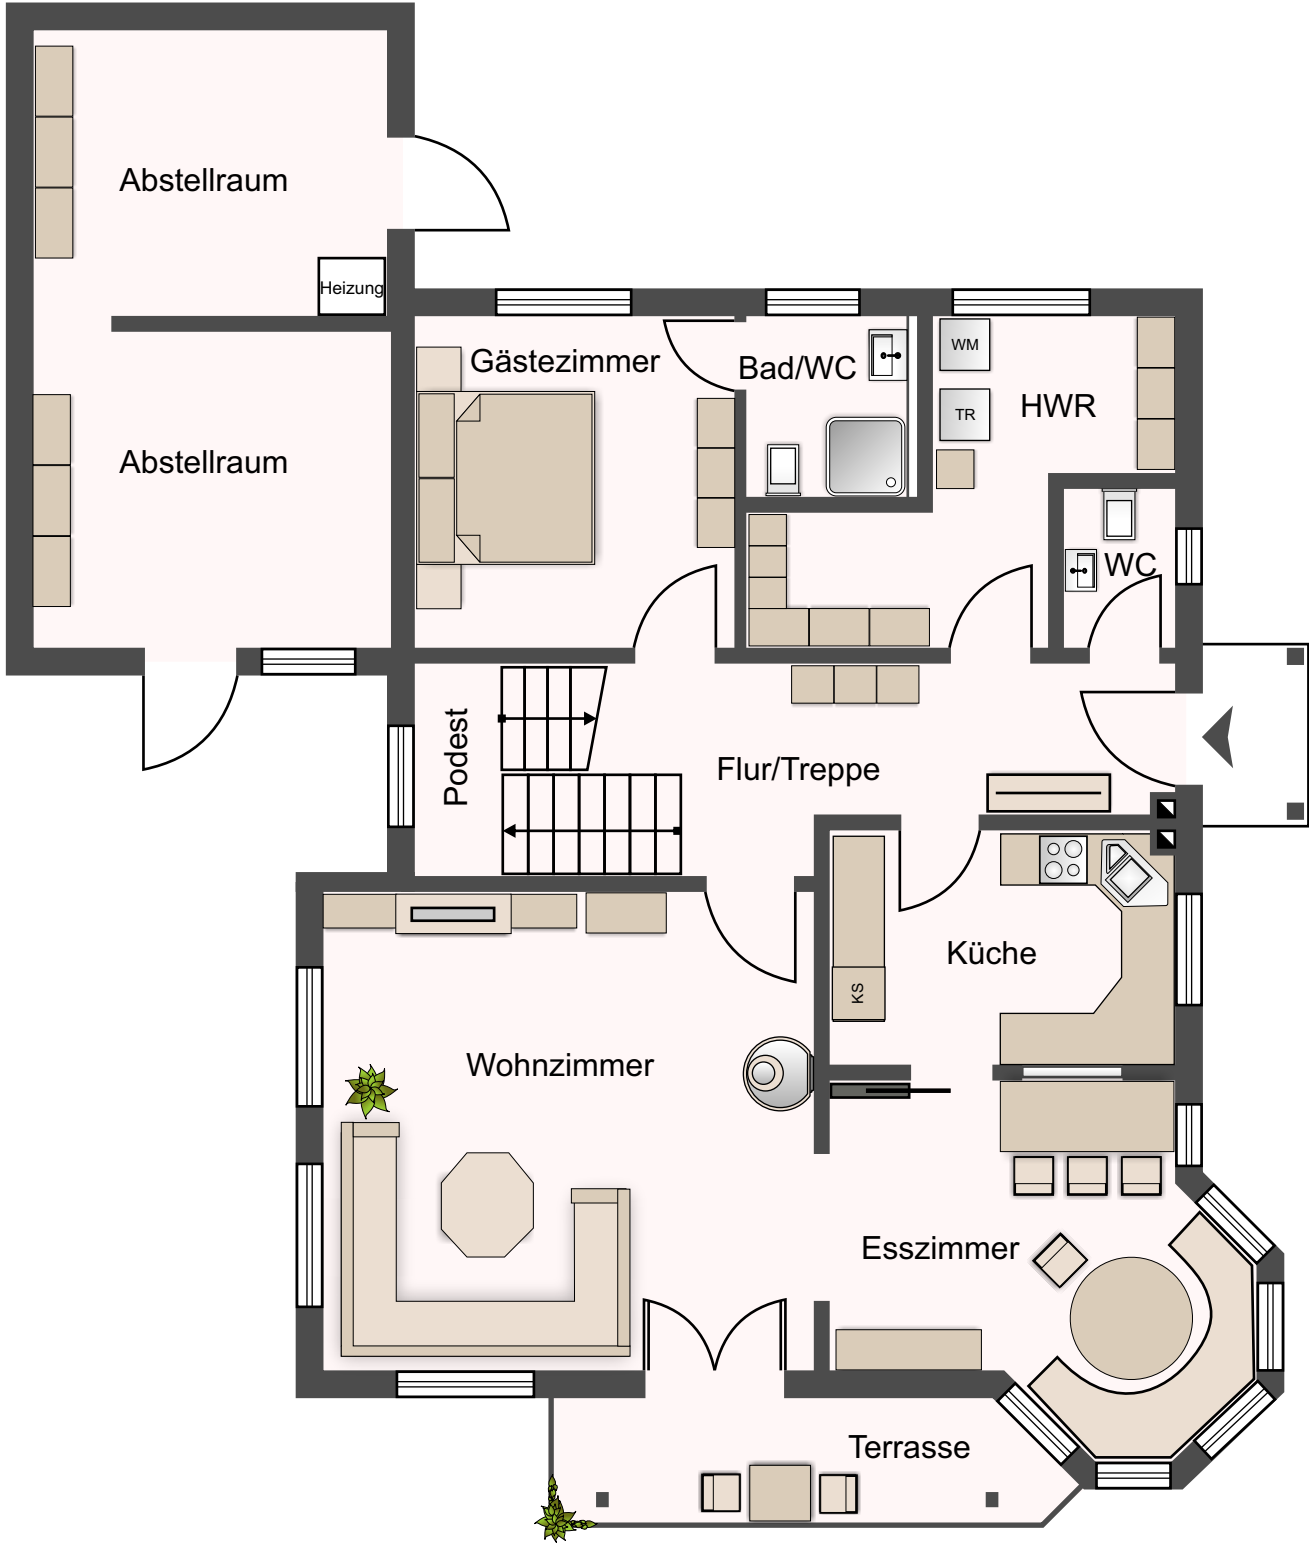 Abstellraum
Heizung
Gästezimmer
Bad/WC
WM
TR
HWR
Abstellraum
WC
Podest
Flur/Treppe
Küche
KS
Wohnzimmer
Esszimmer
Terrasse